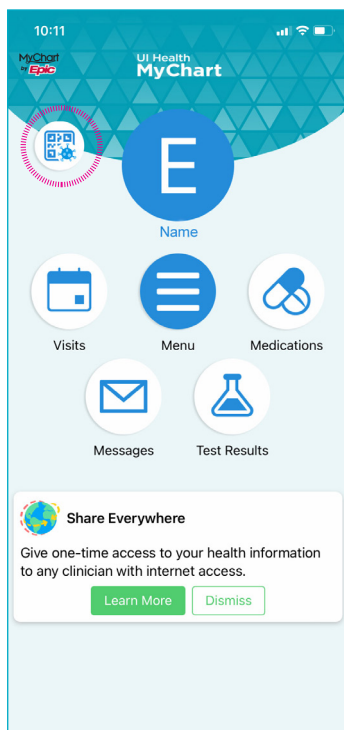 10:11
MyChart
by Epic
UI Health
MyChart
E
Name
Visits
Menu
Medications
Messages
Test Results
Share Everywhere
Give one-time access to your health information
to any clinician with internet access.
Learn More
Dismiss